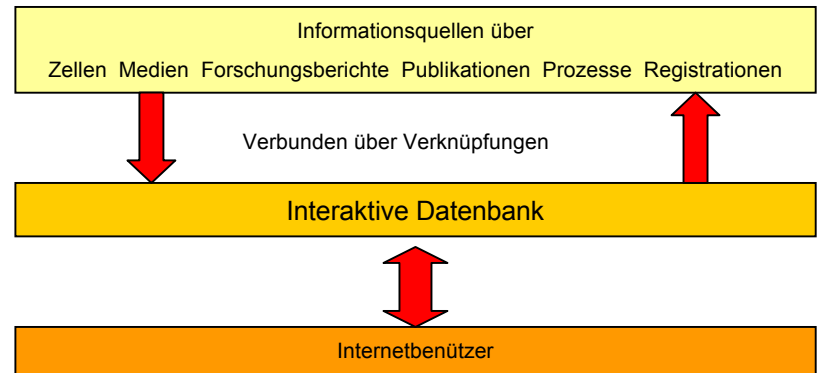 Informationsquellen über
Zellen Medien Forschungsberichte Publikationen Prozesse Registrationen
Verbunden über Verknüpfungen
Interaktive Datenbank
Internetbenützer